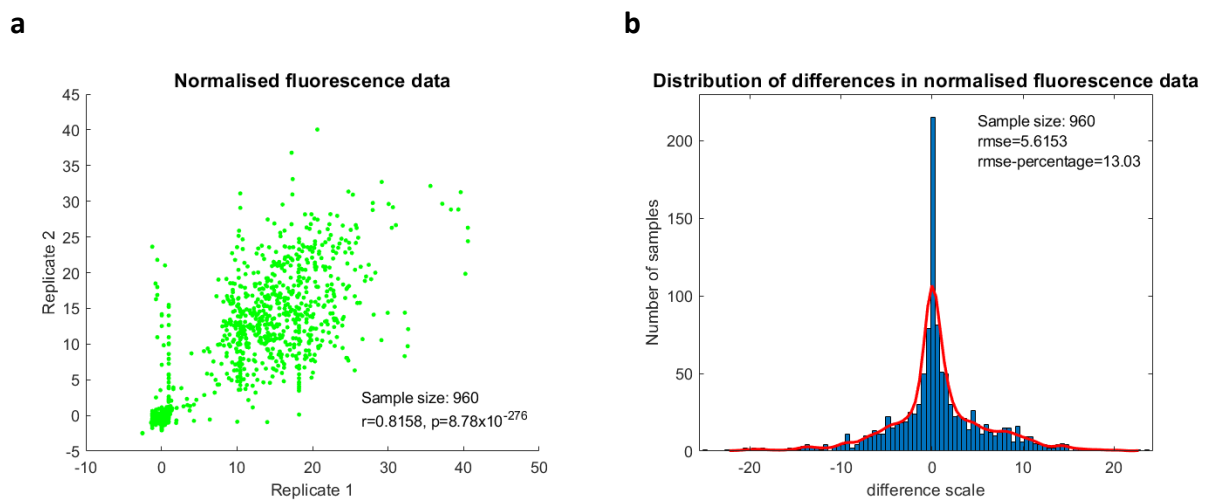 a
Normalised fluorescence data
45
40
35
30
25
20
15
10
5
0
-5
Replicate 2
-10
0
10
20
30
40
50
Replicate 1
Sample size: 960
r=0.8158, p=8.78x10^-276
b
Distribution of differences in normalised fluorescence data
200
150
100
50
0
Number of samples
-20
-10
0
10
20
difference scale
Sample size: 960
rmse=5.6153
rmse-percentage=13.03